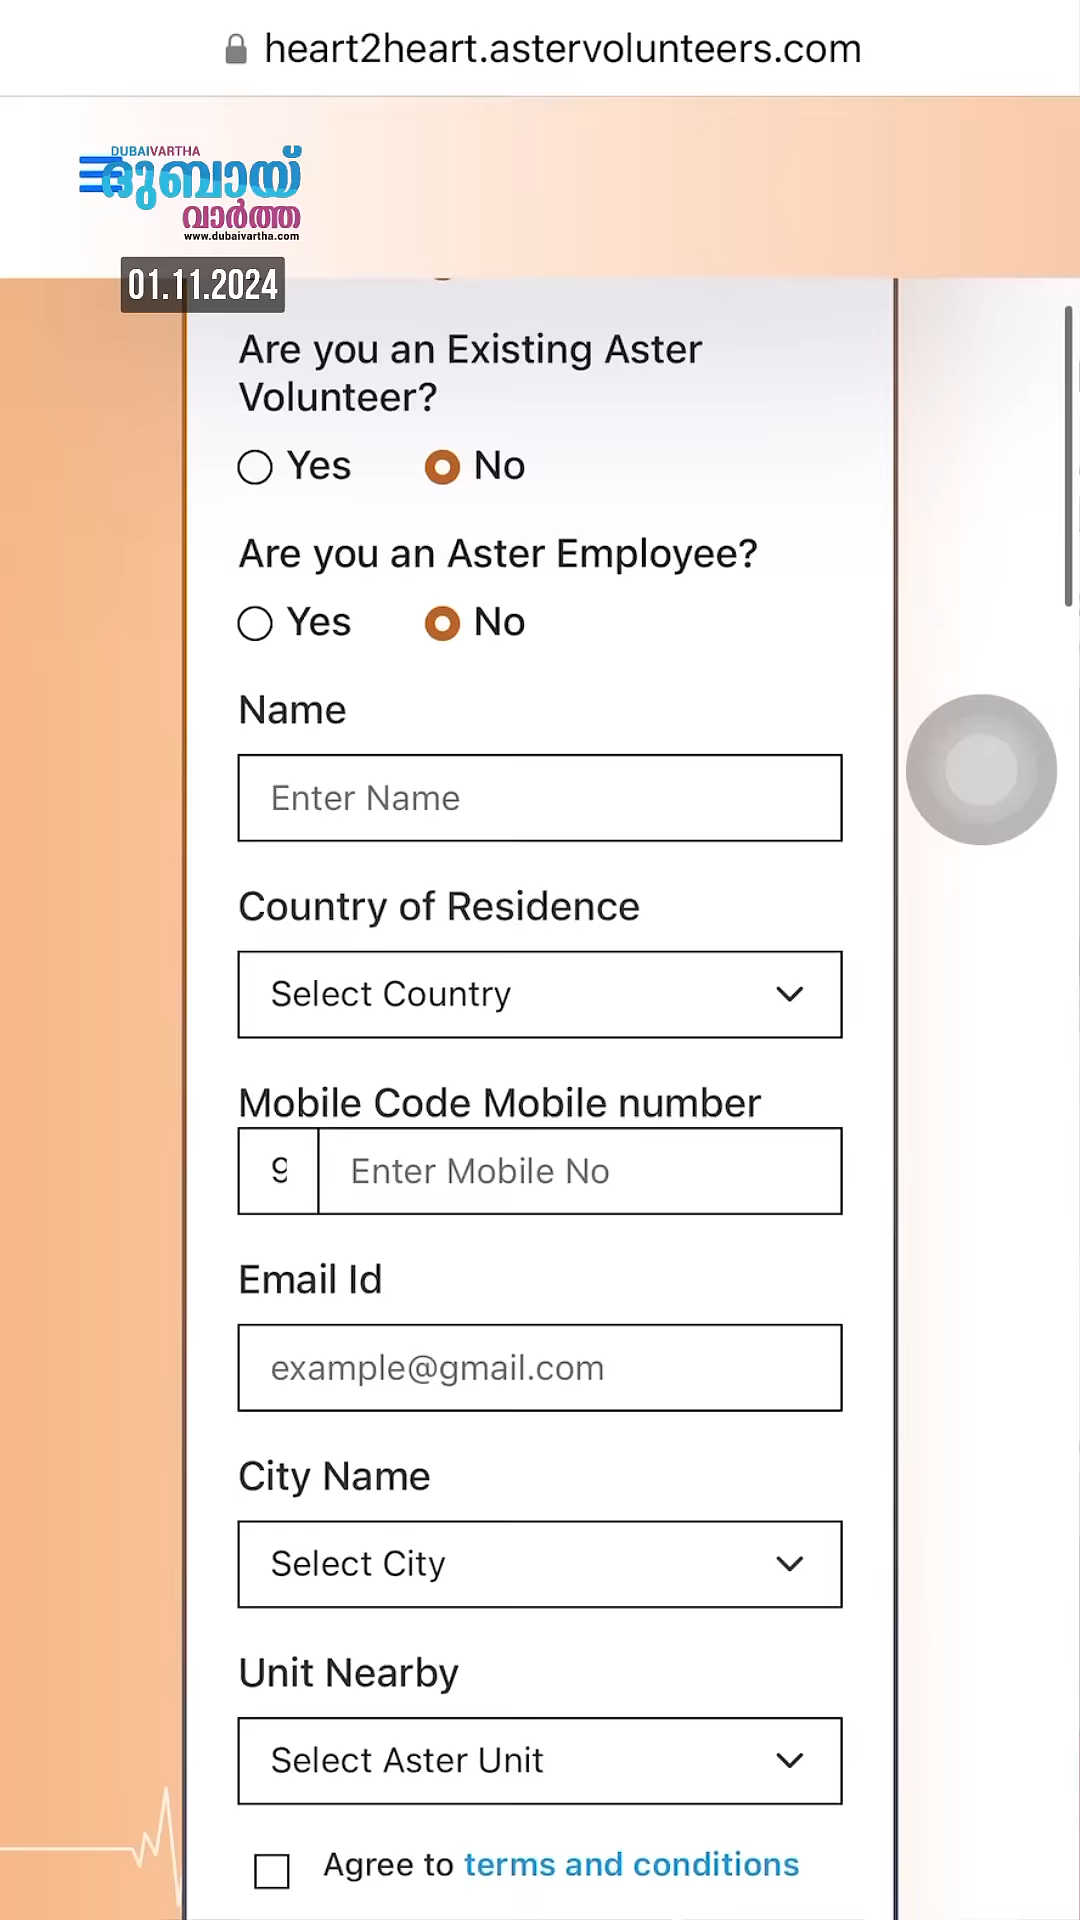 heart2heart.astervolunteers.com
DUBAIVARTHA
ദുബായ്
വാർത്ത
www.dubaivartha.com
01.11.2024
Are you an Existing Aster
Volunteer?
Yes No
Are you an Aster Employee?
Yes No
Name
Enter Name
Country of Residence
Select Country
Mobile Code Mobile number
9 Enter Mobile No
Email Id
example@gmail.com
City Name
Select City
Unit Nearby
Select Aster Unit
Agree to terms and conditions